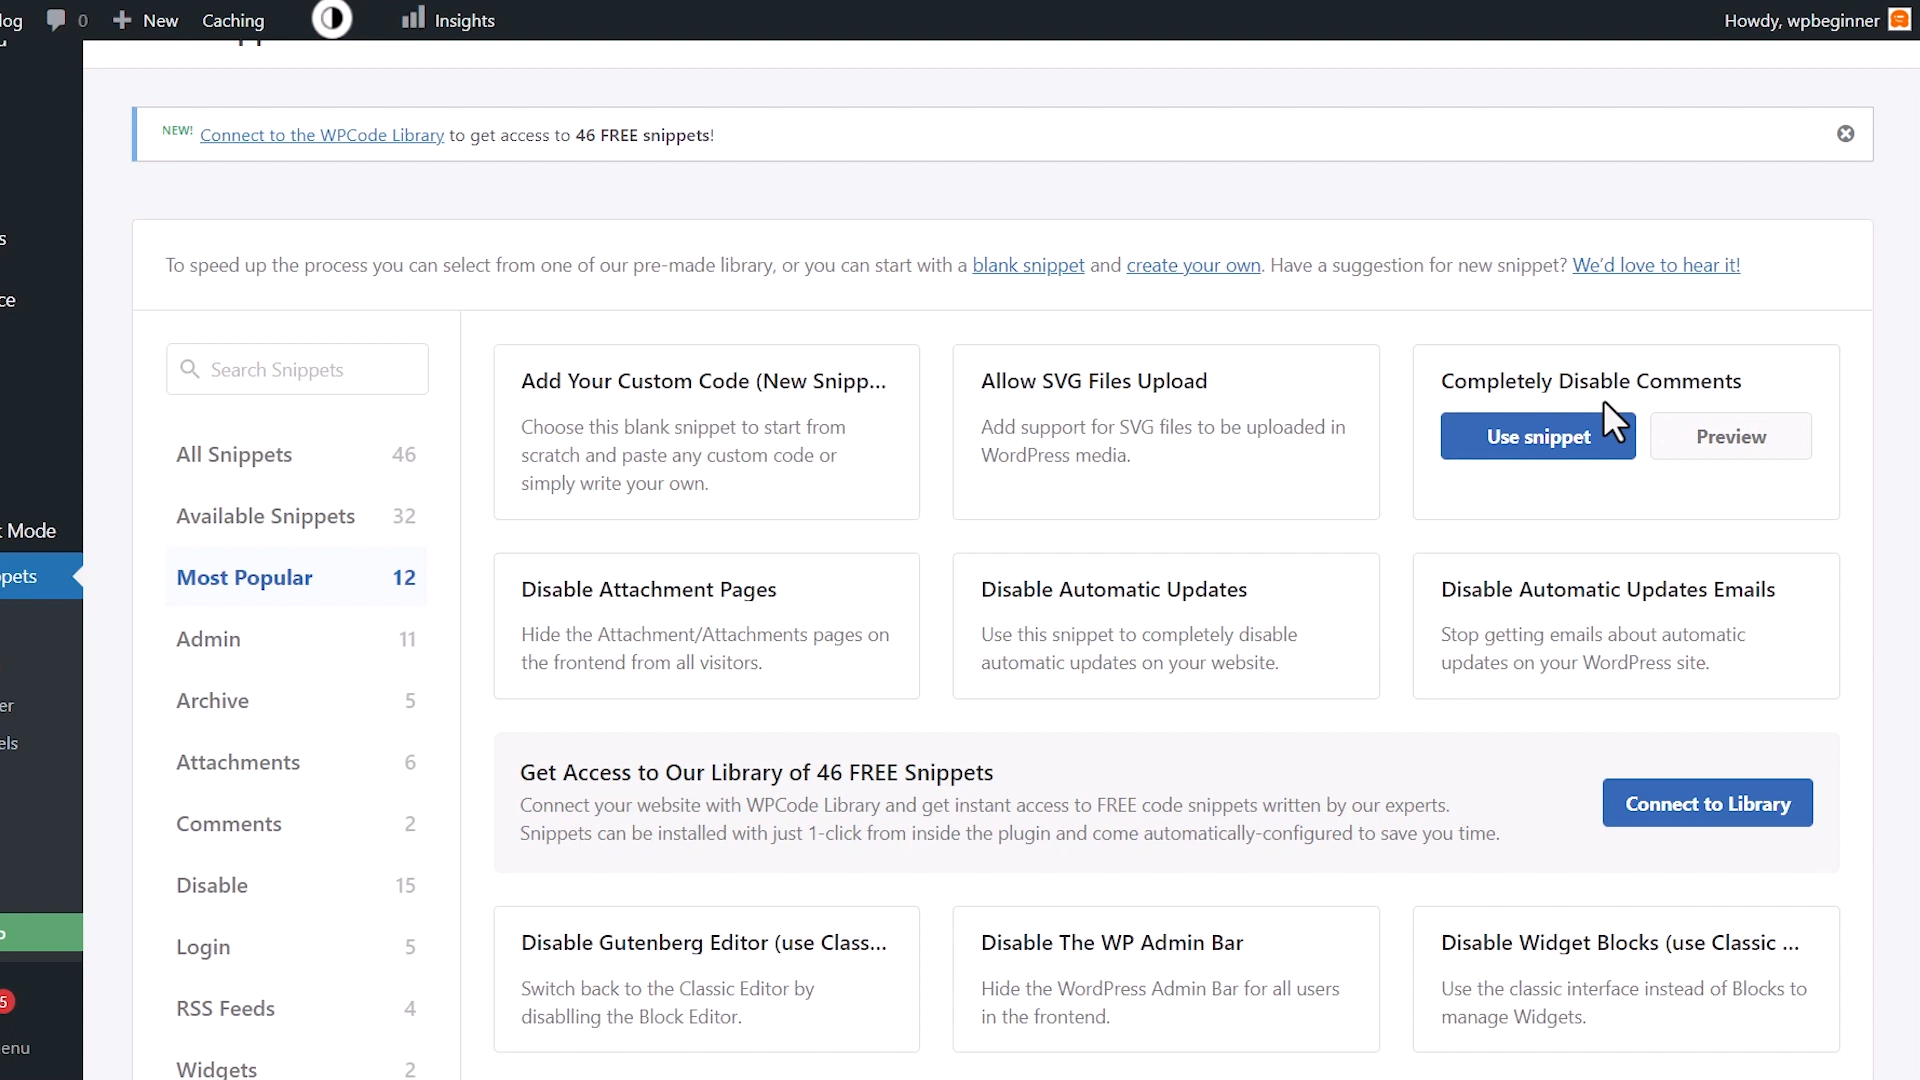 log 0 New Caching Insights Howdy, wpbeginner
NEW! Connect to the WPCode Library to get access to 46 FREE snippets!
To speed up the process you can select from one of our pre-made library, or you can start with a blank snippet and create your own. Have a suggestion for new snippet? We'd love to hear it!
s
ce
k Mode
pets
er
els
P
5
enu
Search Snippets
All Snippets 46
Available Snippets 32
Most Popular 12
Admin 11
Archive 5
Attachments 6
Comments 2
Disable 15
Login 5
RSS Feeds 4
Widgets 2
Add Your Custom Code (New Snipp...
Choose this blank snippet to start from
scratch and paste any custom code or
simply write your own.
Allow SVG Files Upload
Add support for SVG files to be uploaded in
WordPress media.
Completely Disable Comments
Use snippet
Preview
Disable Attachment Pages
Hide the Attachment/Attachments pages on
the frontend from all visitors.
Disable Automatic Updates
Use this snippet to completely disable
automatic updates on your website.
Disable Automatic Updates Emails
Stop getting emails about automatic
updates on your WordPress site.
Get Access to Our Library of 46 FREE Snippets
Connect your website with WPCode Library and get instant access to FREE code snippets written by our experts.
Snippets can be installed with just 1-click from inside the plugin and come automatically-configured to save you time.
Connect to Library
Disable Gutenberg Editor (use Class...
Switch back to the Classic Editor by
disablling the Block Editor.
Disable The WP Admin Bar
Hide the WordPress Admin Bar for all users
in the frontend.
Disable Widget Blocks (use Classic ...
Use the classic interface instead of Blocks to
manage Widgets.